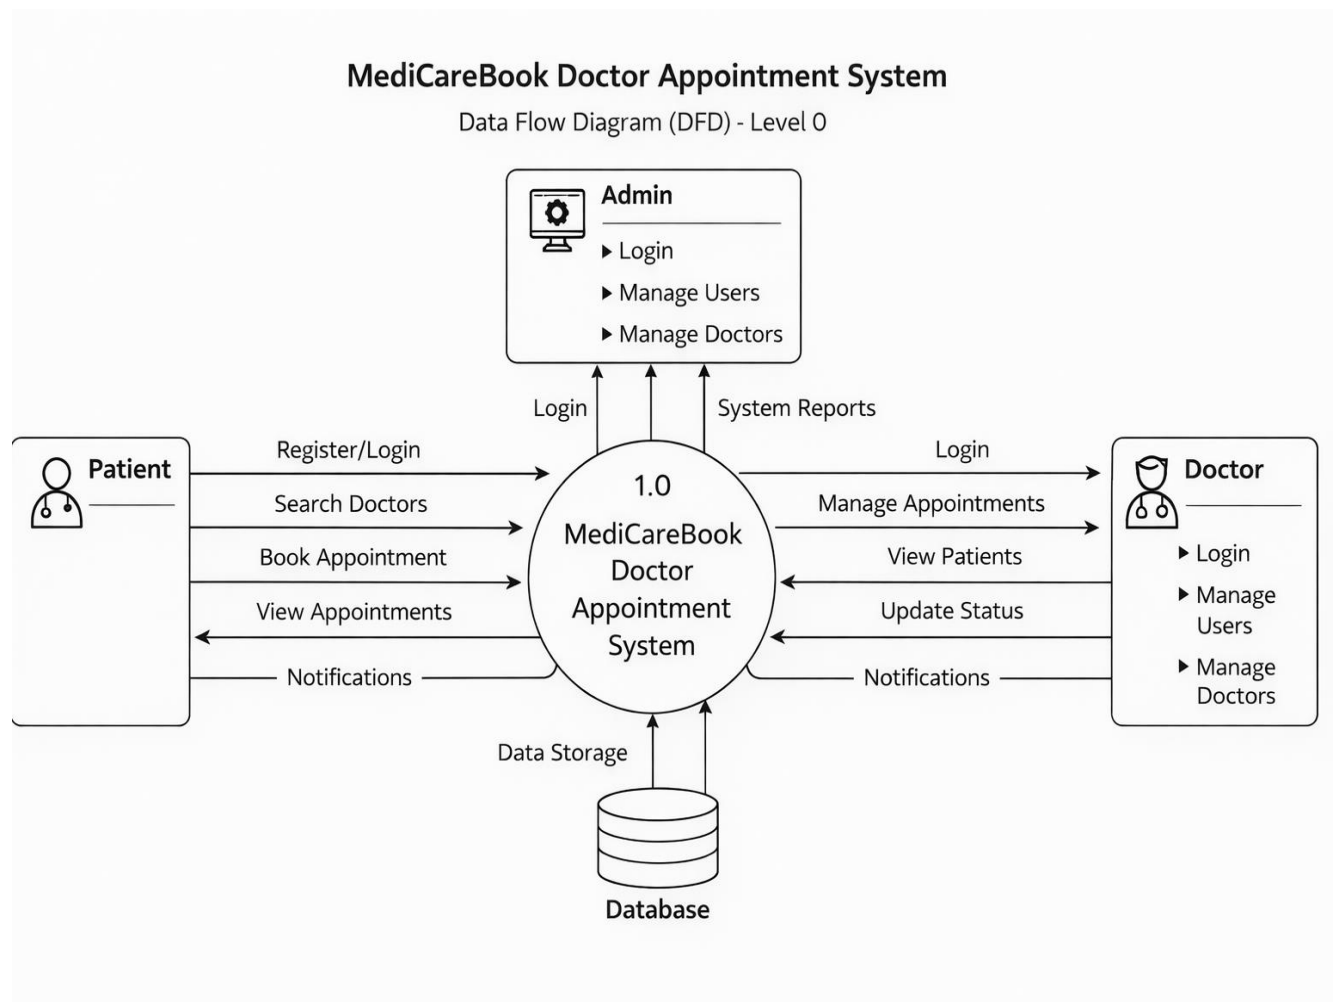 MediCareBook Doctor Appointment System
Data Flow Diagram (DFD) - Level 0
Admin
Login
Manage Users
Manage Doctors
Login
System Reports
Patient
Register/Login
Search Doctors
Book Appointment
View Appointments
Notifications
1.0
MediCareBook
Doctor
Appointment
System
Login
Manage Appointments
View Patients
Update Status
Notifications
Doctor
Login
Manage
Users
Manage
Doctors
Data Storage
Database